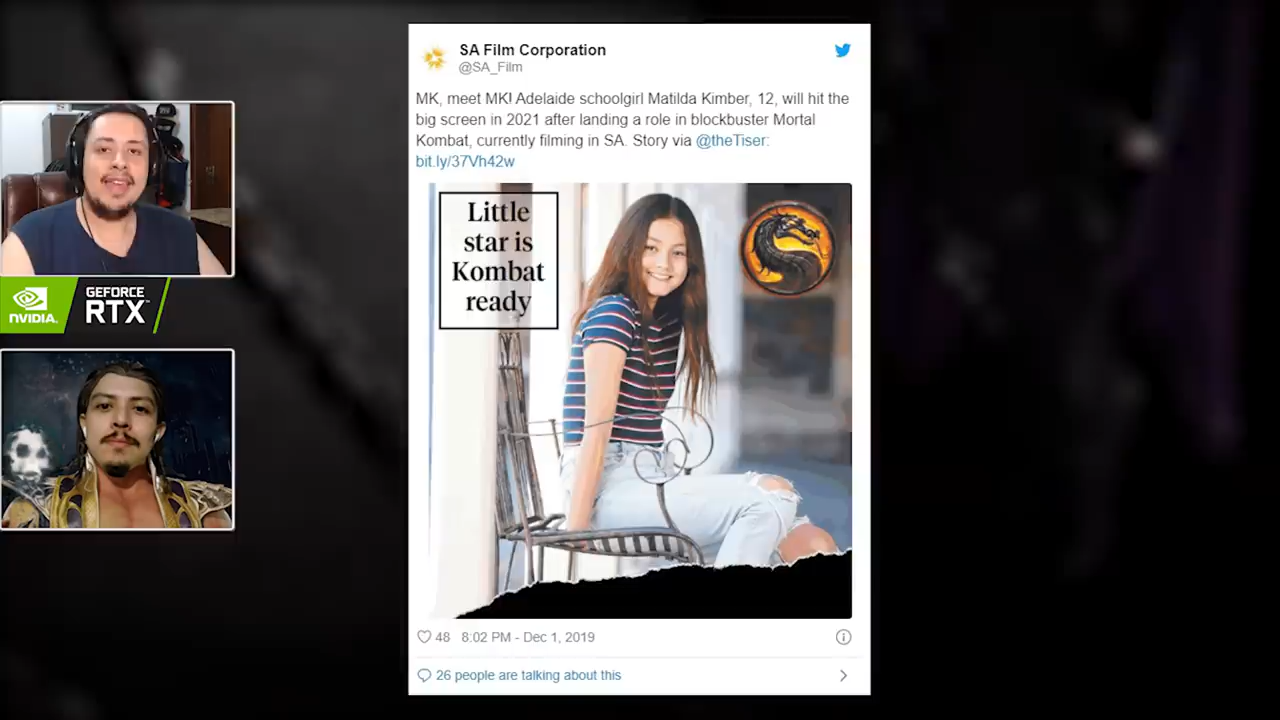 SA Film Corporation
@SA_Film
MK, meet MK! Adelaide schoolgirl Matilda Kimber, 12, will hit the
big screen in 2021 after landing a role in blockbuster Mortal
Kombat, currently filming in SA. Story via @theTiser:
bit.ly/37Vh42w
Little
star is
Kombat
ready
48 8:02 PM - Dec 1, 2019
26 people are talking about this
NVIDIA.
GEFORCE
RTX™